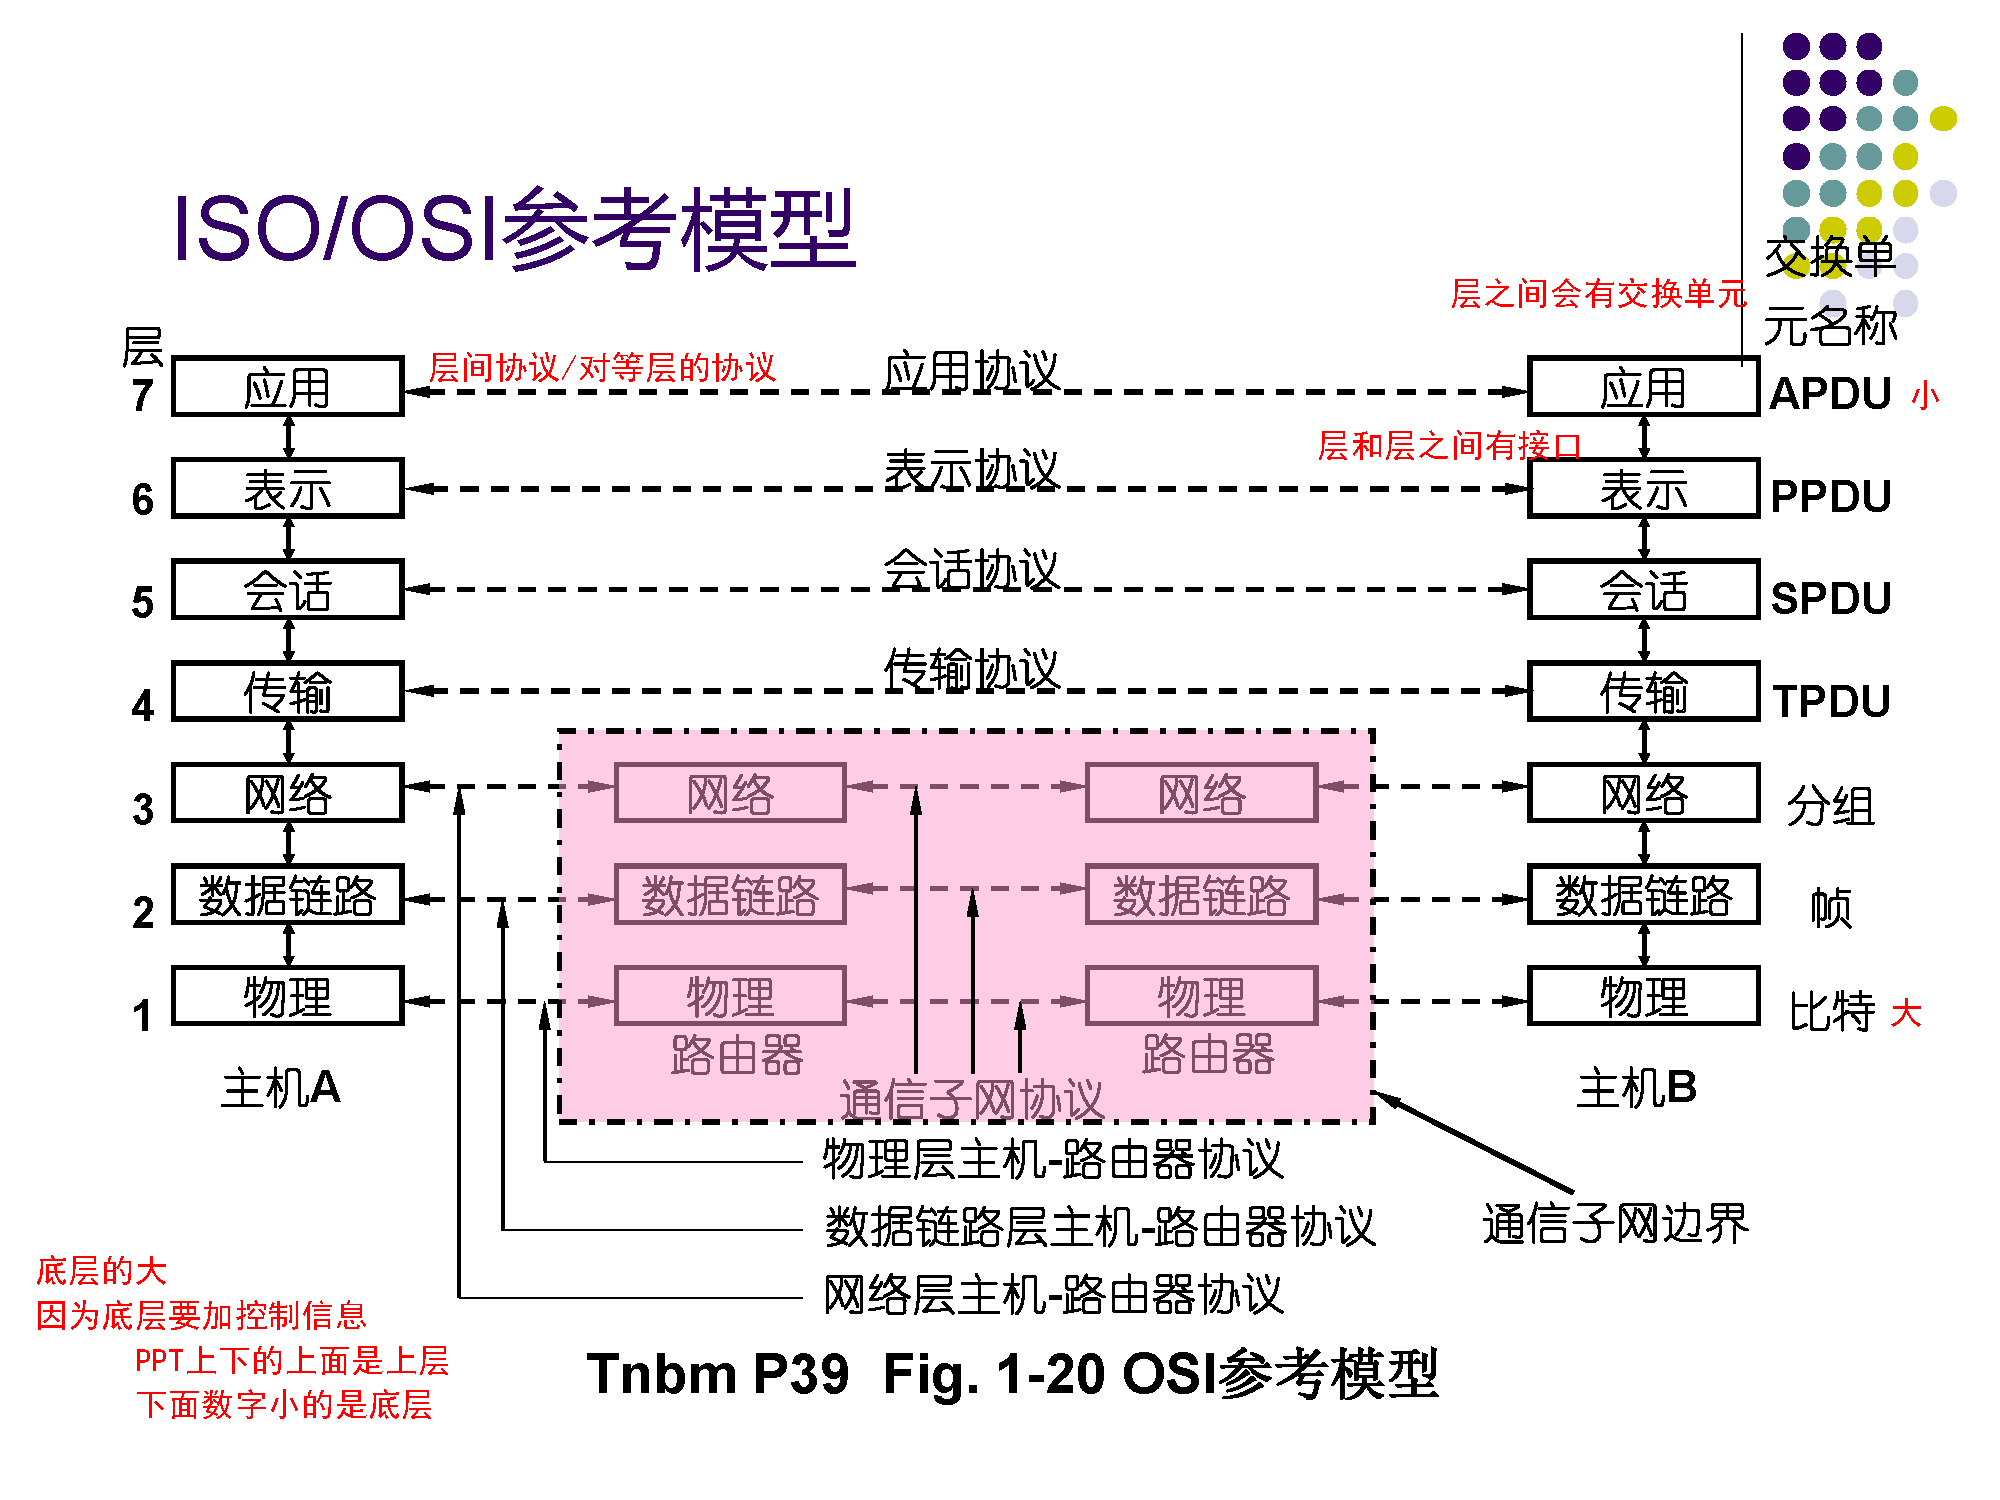 ISO/OSI参考模型
交换单
元名称
层之间会有交换单元
层
层间协议/对等层的协议
应用协议
7 应用 应用 APDU 小
层和层之间有接口
表示协议
6 表示 表示 PPDU
会话协议
5 会话 会话 SPDU
传输协议
4 传输 传输 TPDU
3 网络 网络 网络 网络 分组
2 数据链路 数据链路 数据链路 数据链路 帧
1 物理 物理 物理 物理 比特 大
路由器 路由器
主机A 通信子网协议 主机B
物理层主机-路由器协议
数据链路层主机-路由器协议 通信子网边界
网络层主机-路由器协议
底层的大
因为底层要加控制信息
PPT上下的上面是上层
下面数字小的是底层
Tnbm P39 Fig. 1-20 OSI参考模型